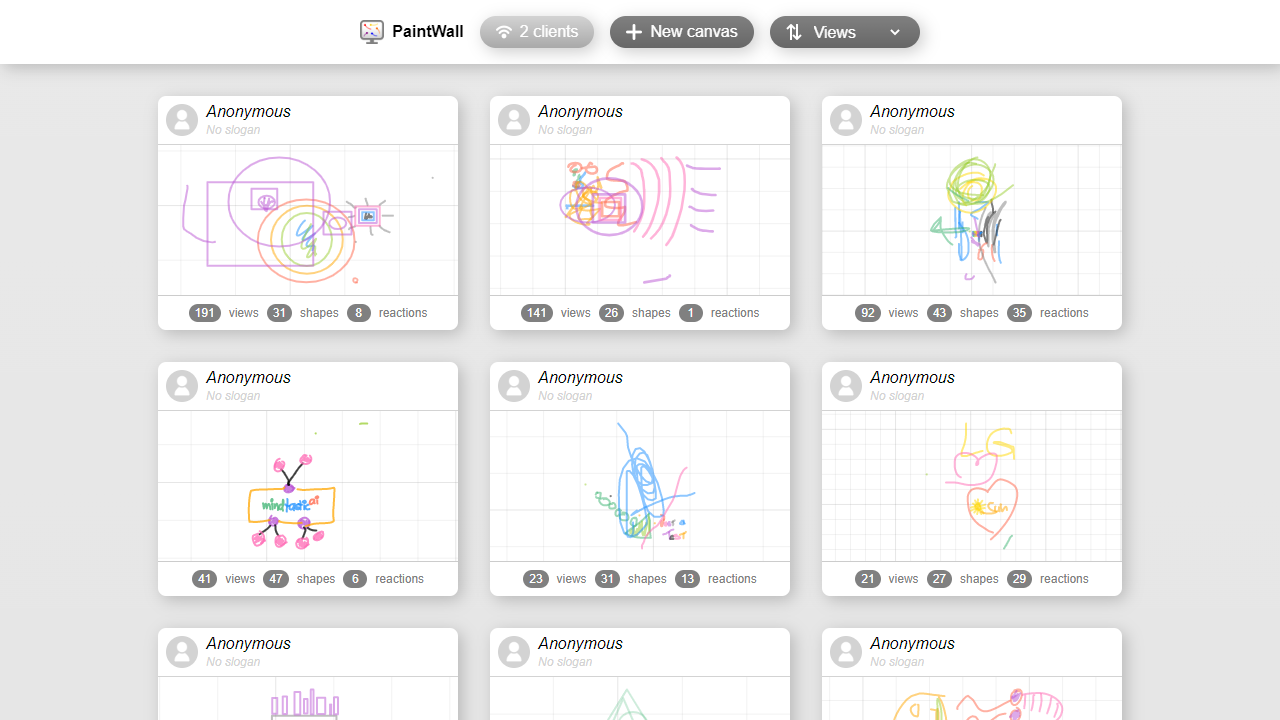 PaintWall
2 clients
New canvas
Views
Anonymous
No slogan
191 views 31 shapes 8 reactions
Anonymous
No slogan
141 views 26 shapes 1 reactions
Anonymous
No slogan
92 views 43 shapes 35 reactions
Anonymous
No slogan
mindtastic ai
41 views 47 shapes 6 reactions
Anonymous
No slogan
23 views 31 shapes 13 reactions
Anonymous
No slogan
LG
Sun
21 views 27 shapes 29 reactions
Anonymous
No slogan
Anonymous
No slogan
Anonymous
No slogan